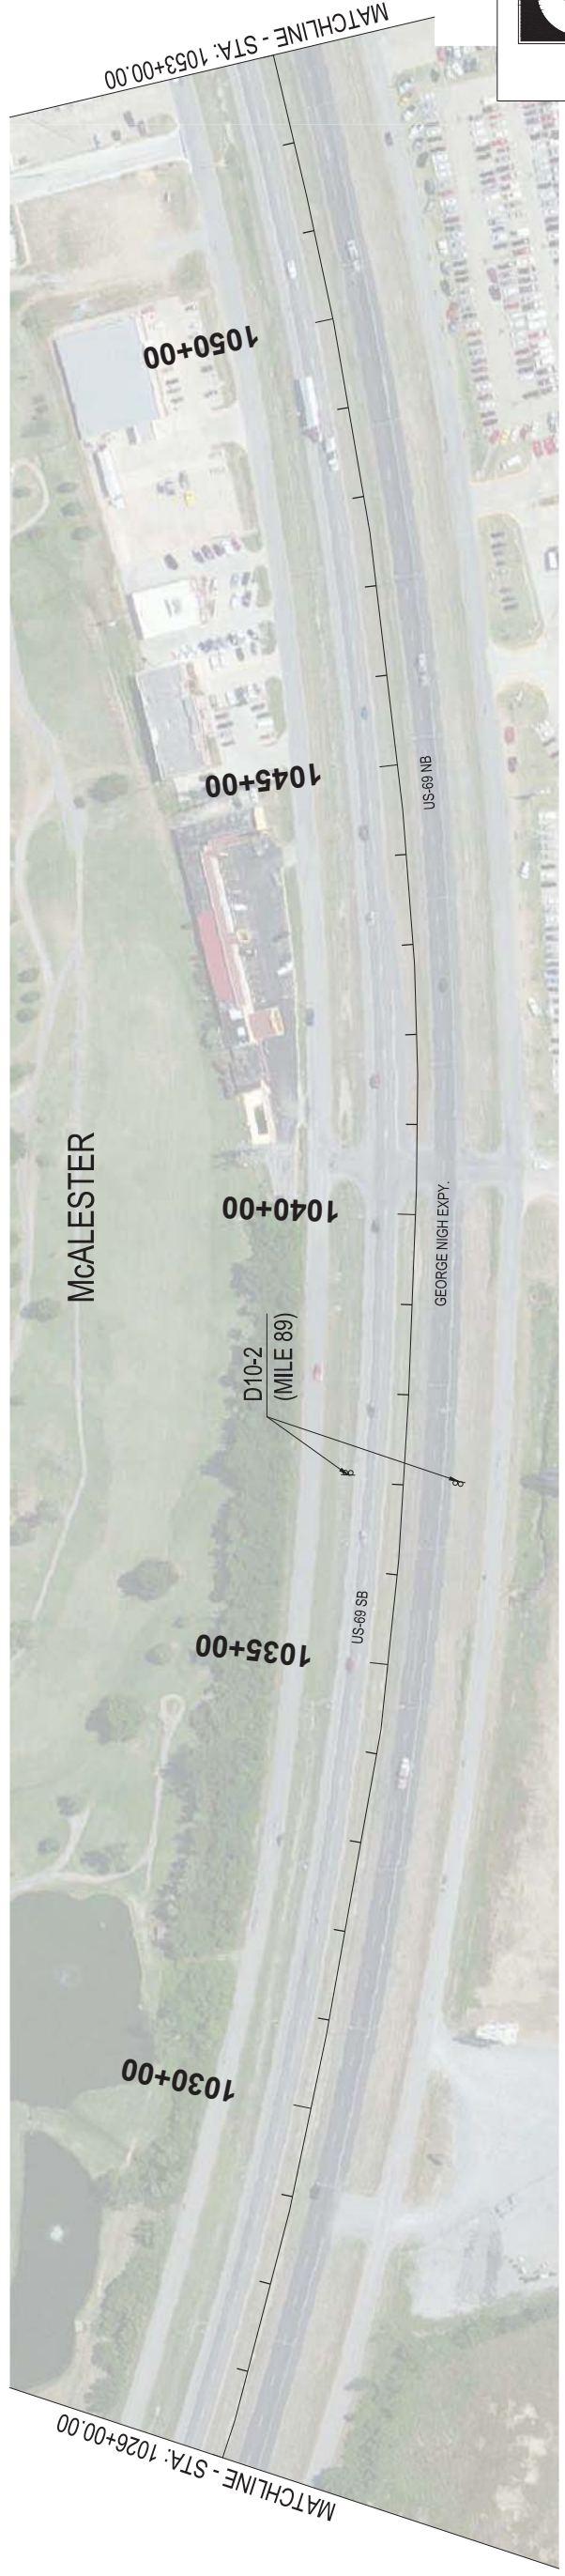 MATCHLINE - STA: 1053+00.00
1050+00
1045+00
US-69 NB
McALESTER
1040+00
GEORGE NIGH EXPY.
D10-2
(MILE 89)
US-69 SB
1035+00
1030+00
MATCHLINE - STA: 1026+00.00